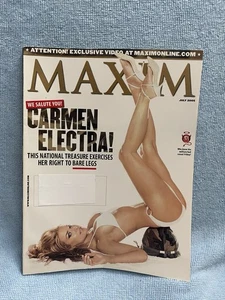 ATTENTION! EXCLUSIVE VIDEO AT MAXIMONLINE.COM
MAXIM
JULY 2005
WE SALUTE YOU!
CARMEN
ELECTRA!
THIS NATIONAL TREASURE EXERCISES
HER RIGHT TO BARE LEGS